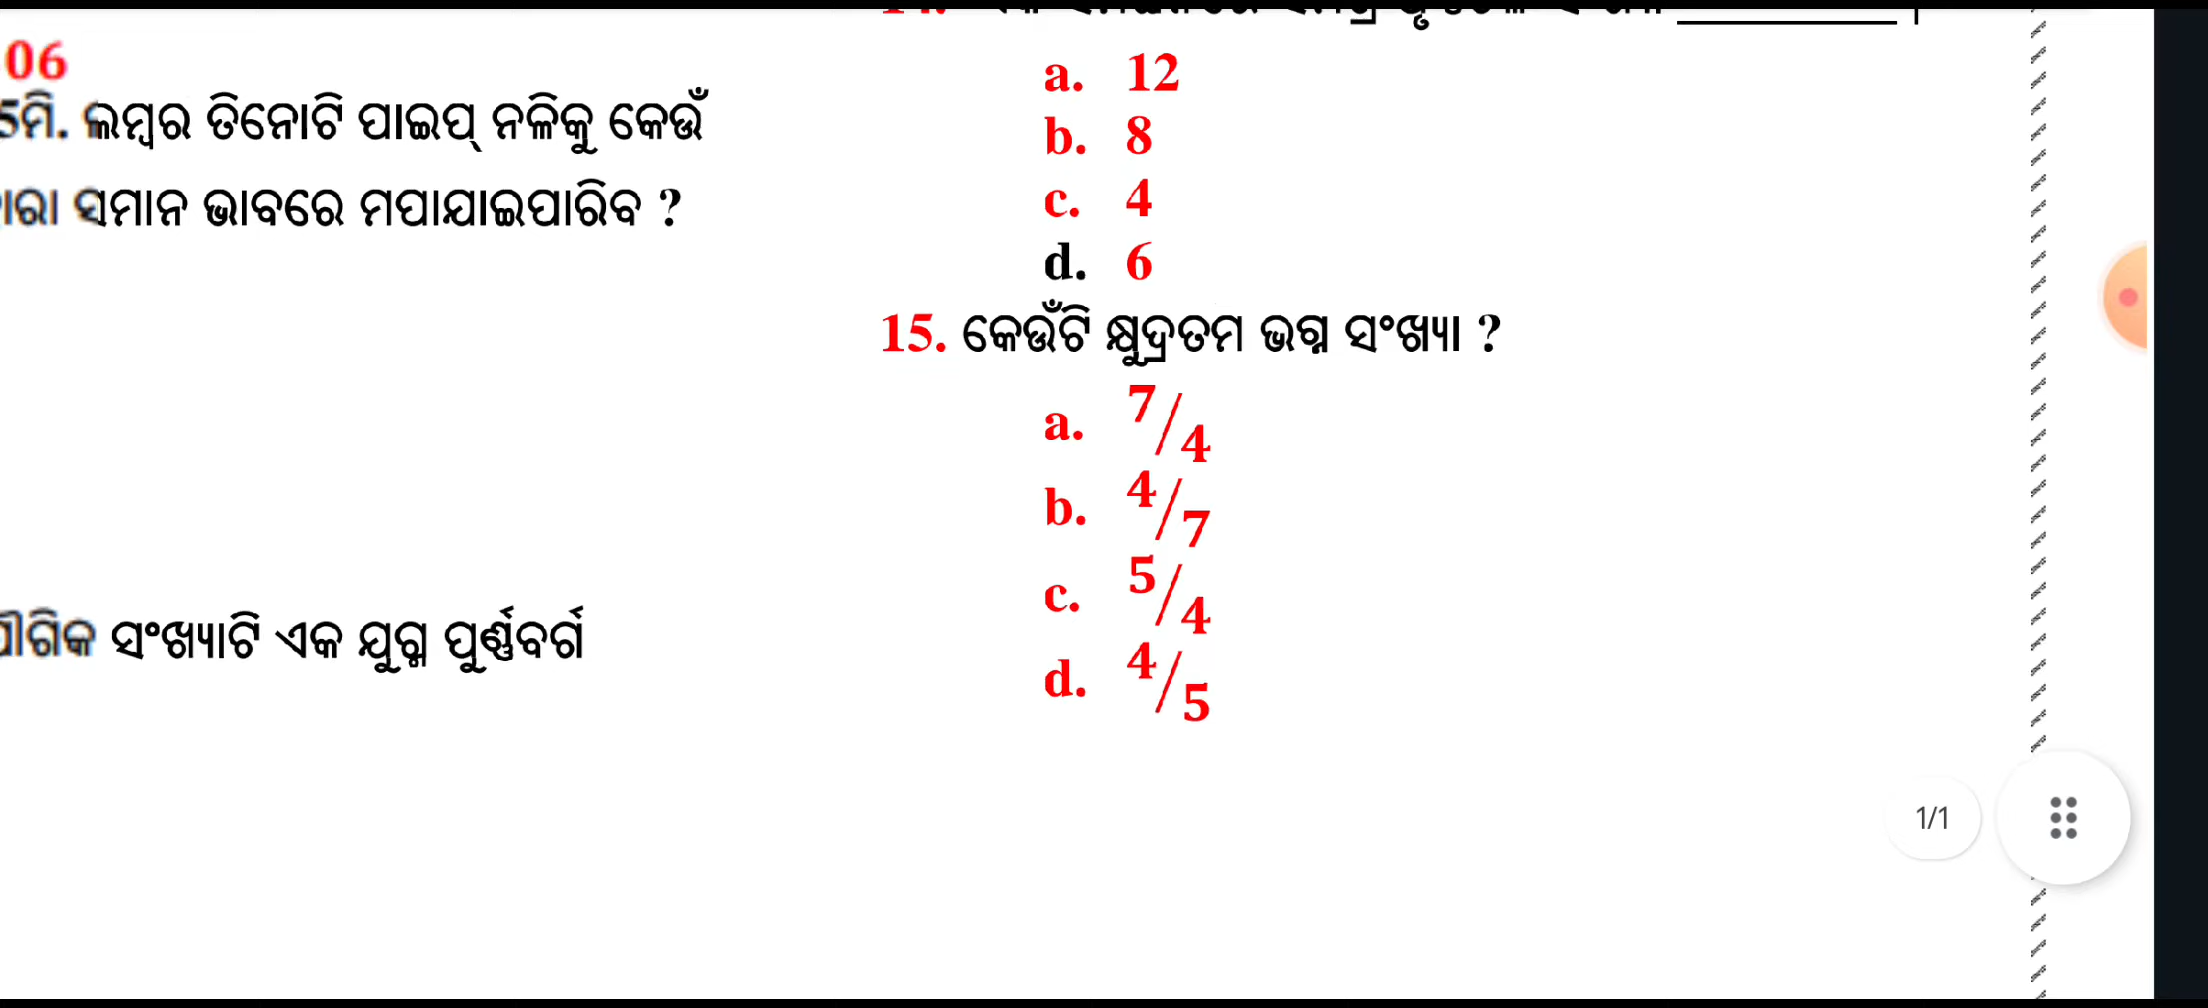 06
5ମି. ଲମ୍ବର ତିନୋଟି ପାଇପ୍ ନଳିକୁ କେଉଁ
ସମାନ ଭାବରେ ମପାଯାଇପାରିବ ?
ସଂଖ୍ୟାଟି ଏକ ଯୁଗ୍ମ ପୁର୍ଣ୍ଣବର୍ଗ
a. 12
b. 8
c. 4
d. 6
15. କେଉଁଟି କ୍ଷୁଦ୍ରତମ ଭଗ୍ନ ସଂଖ୍ୟା ?
a. 7/4
b. 4/7
c. 5/4
d. 4/5
1/1